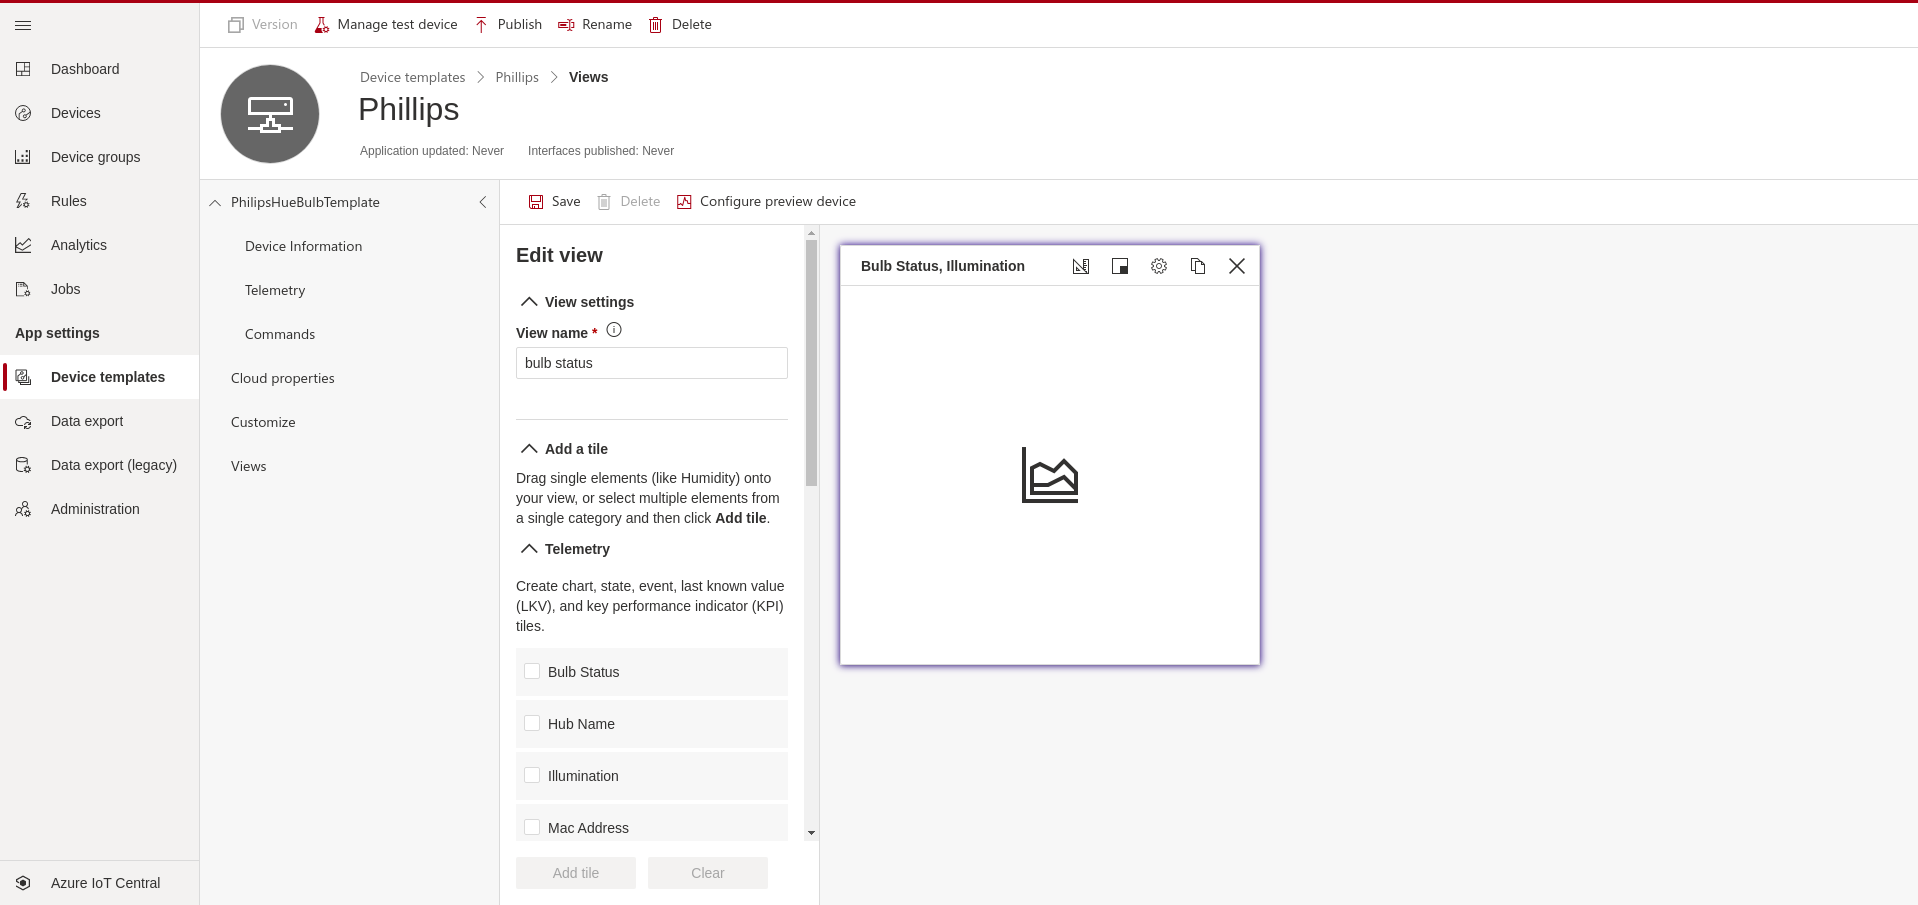 Version
Manage test device
Publish
Rename
Delete
Dashboard
Devices
Device groups
Rules
Analytics
Jobs
App settings
Device templates
Data export
Data export (legacy)
Administration
Azure IoT Central
Device templates > Phillips > Views
Phillips
Application updated: Never
Interfaces published: Never
PhilipsHueBulbTemplate
Device Information
Telemetry
Commands
Cloud properties
Customize
Views
Save
Delete
Configure preview device
Edit view
View settings
View name *
bulb status
Add a tile
Drag single elements (like Humidity) onto
your view, or select multiple elements from
a single category and then click Add tile.
Telemetry
Create chart, state, event, last known value
(LKV), and key performance indicator (KPI)
tiles.
Bulb Status
Hub Name
Illumination
Mac Address
Add tile
Clear
Bulb Status, Illumination